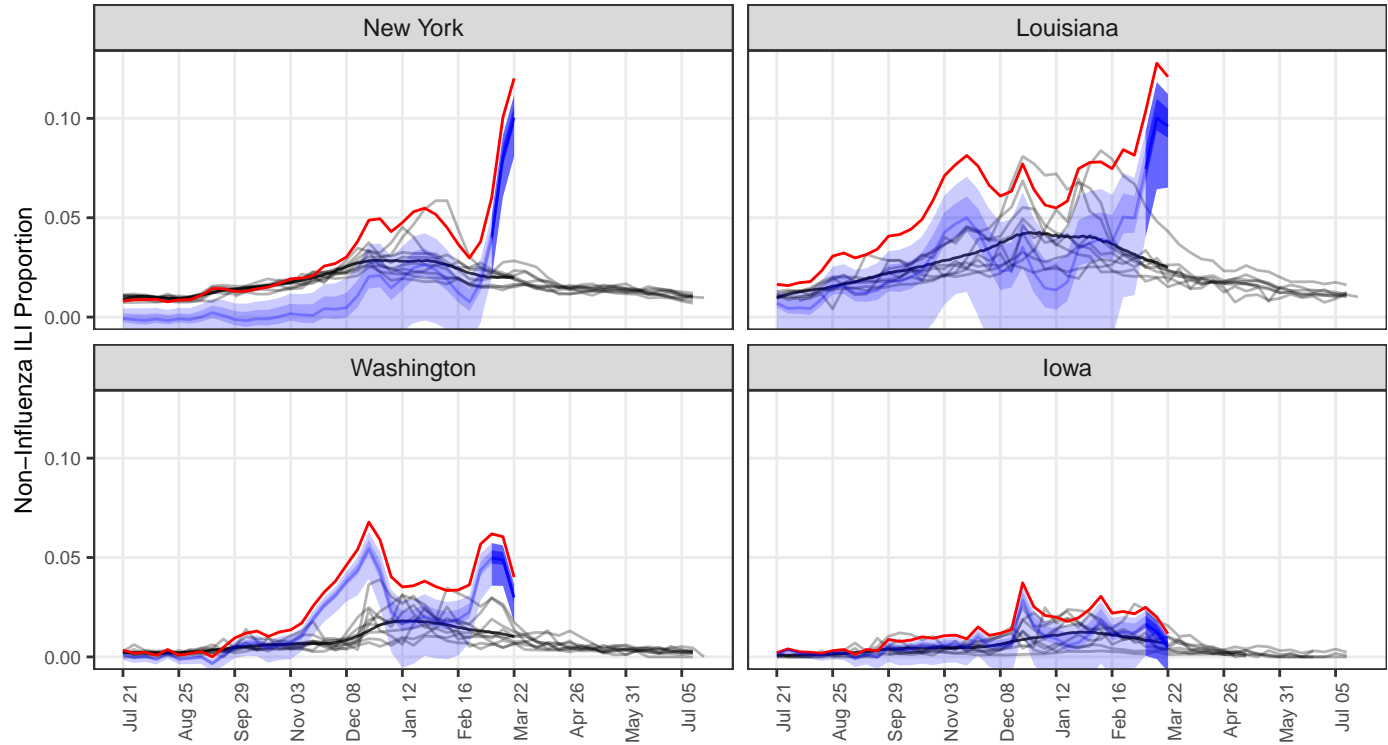 New York
Louisiana
0.10
0.05
0.00
Washington
Iowa
0.10
0.05
0.00
Non−Influenza ILI Proportion
Jul 21
Aug 25
Sep 29
Nov 03
Dec 08
Jan 12
Feb 16
Mar 22
Apr 26
May 31
Jul 05
Jul 21
Aug 25
Sep 29
Nov 03
Dec 08
Jan 12
Feb 16
Mar 22
Apr 26
May 31
Jul 05